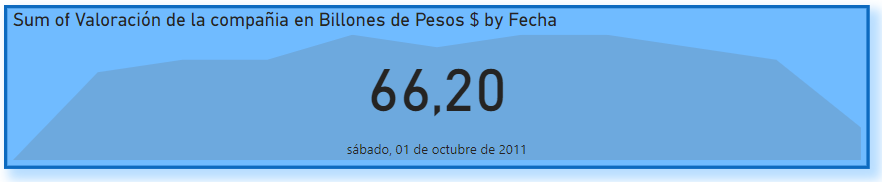 Sum of Valoración de la compañia en Billones de Pesos $ by Fecha
66,20
sábado, 01 de octubre de 2011